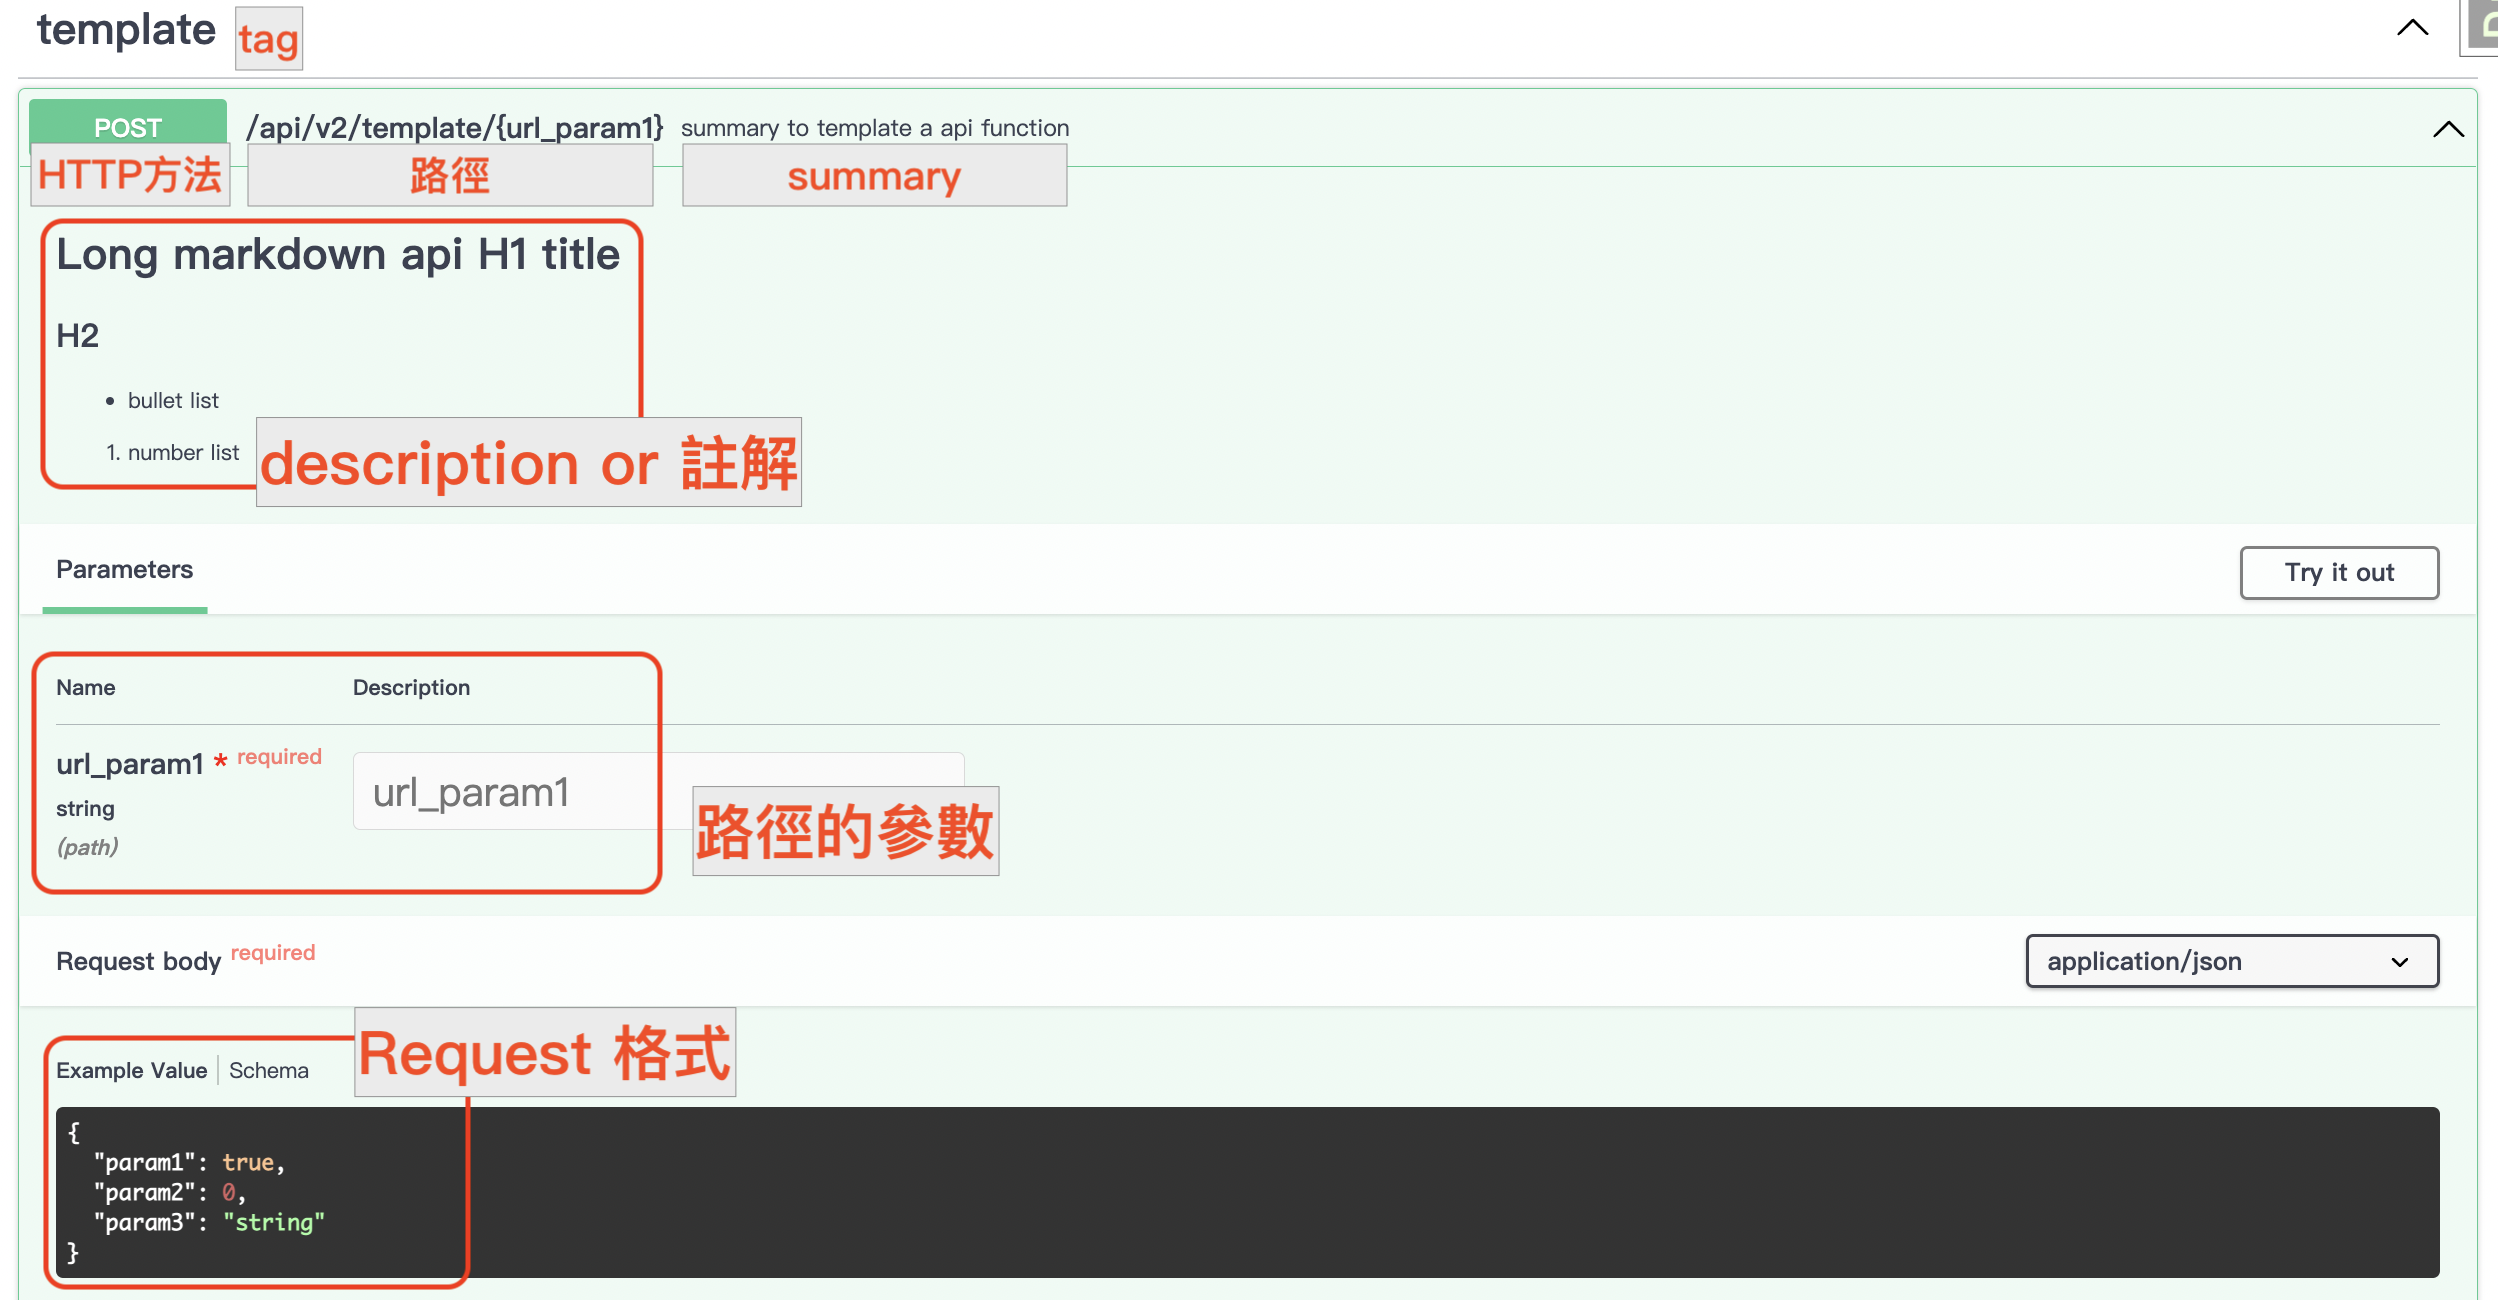 template tag
POST /api/v2/template/{url_param1} summary to template a api function
HTTP方法 路徑 summary
Long markdown api H1 title
H2
• bullet list
1. number list
description or 註解
Parameters Try it out
Name Description
url_param1 * required url_param1
string
(path)
路徑的參數
Request body required application/json
Request 格式
Example Value Schema
{
"param1": true,
"param2": 0,
"param3": "string"
}